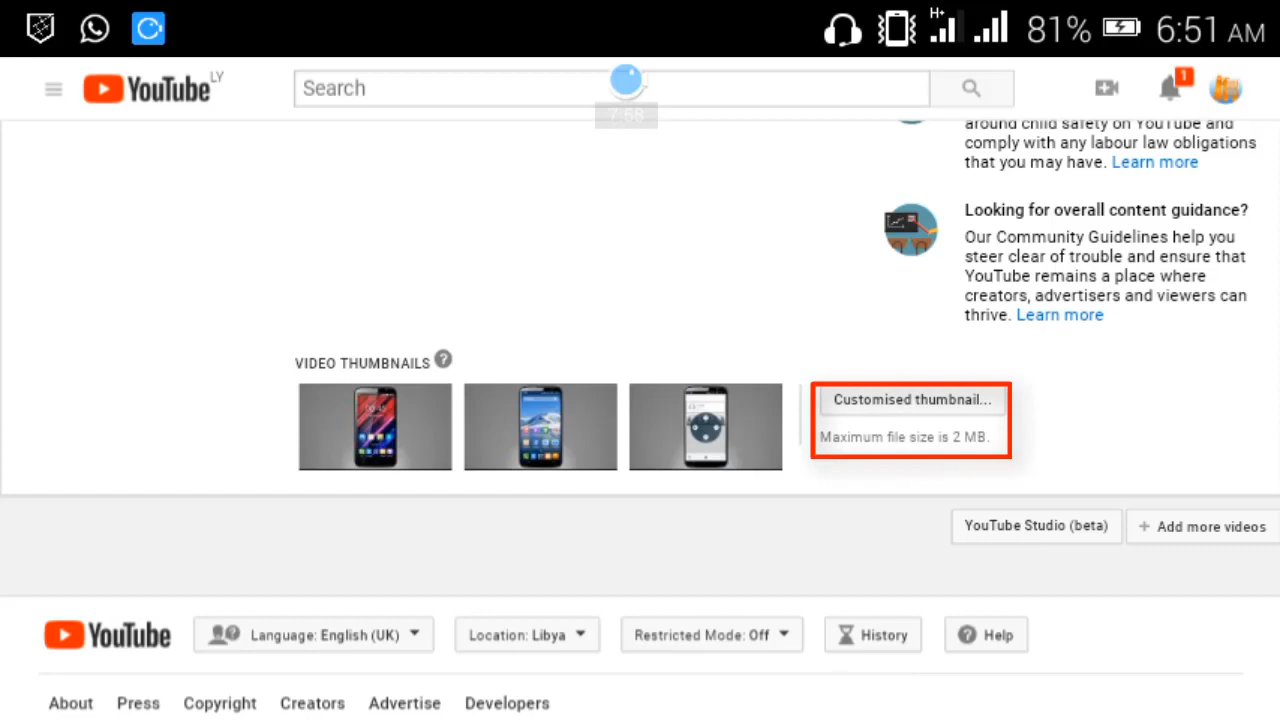 H+
81%
6:51 AM
YouTube LY
Search
7:58
1
around child safety on YouTube and
comply with any labour law obligations
that you may have. Learn more
Looking for overall content guidance?
Our Community Guidelines help you
steer clear of trouble and ensure that
YouTube remains a place where
creators, advertisers and viewers can
thrive. Learn more
VIDEO THUMBNAILS ?
Customised thumbnail...
Maximum file size is 2 MB.
YouTube Studio (beta)
+ Add more videos
YouTube
Language: English (UK)
Location: Libya
Restricted Mode: Off
History
Help
About Press Copyright Creators Advertise Developers